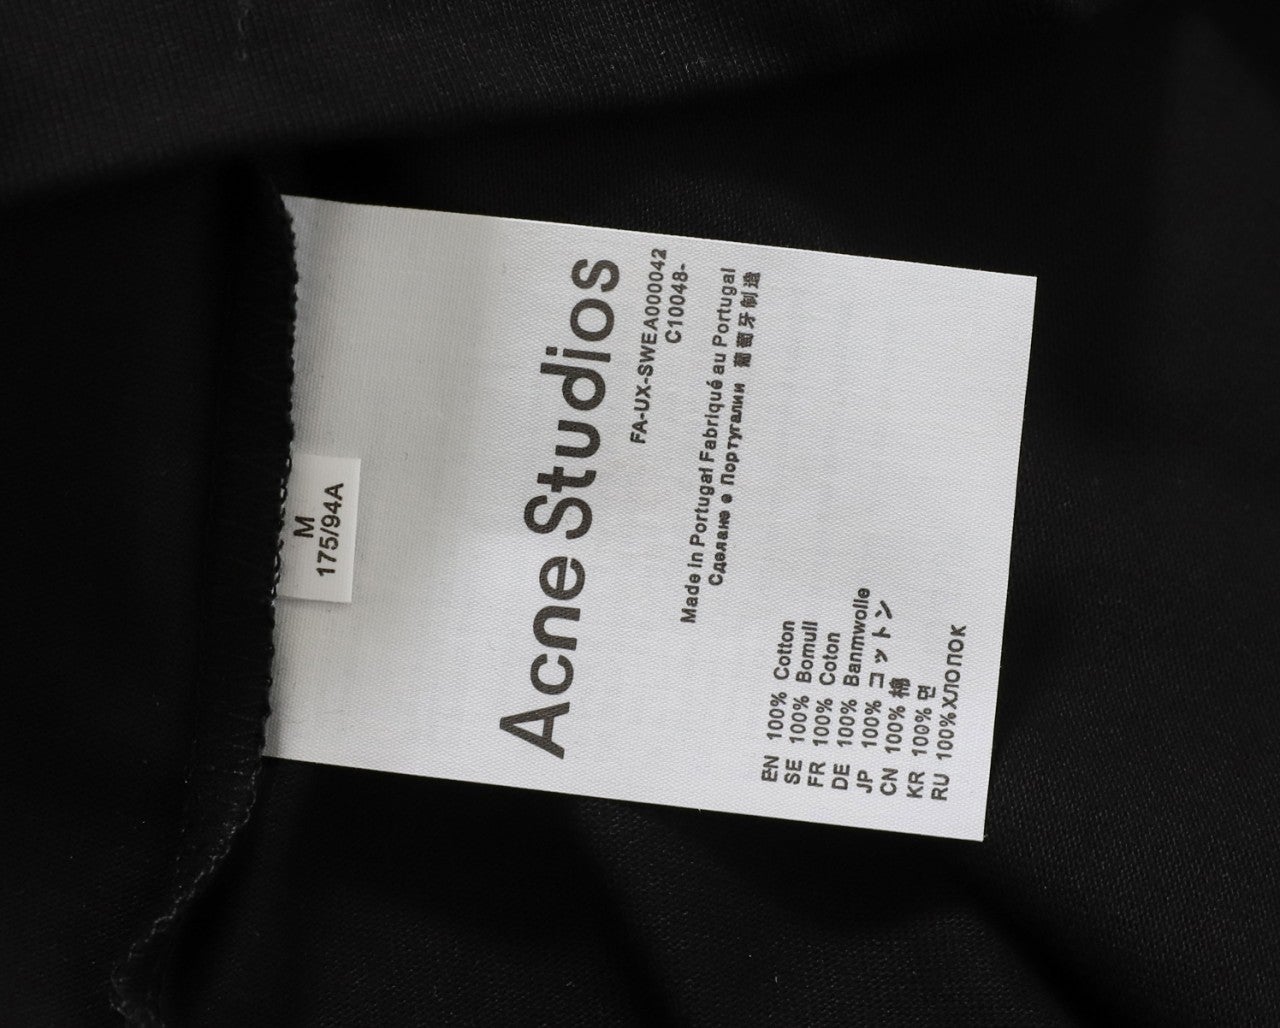 M
175/94A
Acne Studios
FA-UX-SWEA000042
C10048-
Made in Portugal Fabriqué au Portugal
Сделано в Португалии 葡萄牙制造
EN 100% Cotton
SE 100% Bomull
FR 100% Coton
DE 100% Banmwolle
JP 100% コットン
CN 100% 棉
KR 100% 면
RU 100% ХЛОПОК